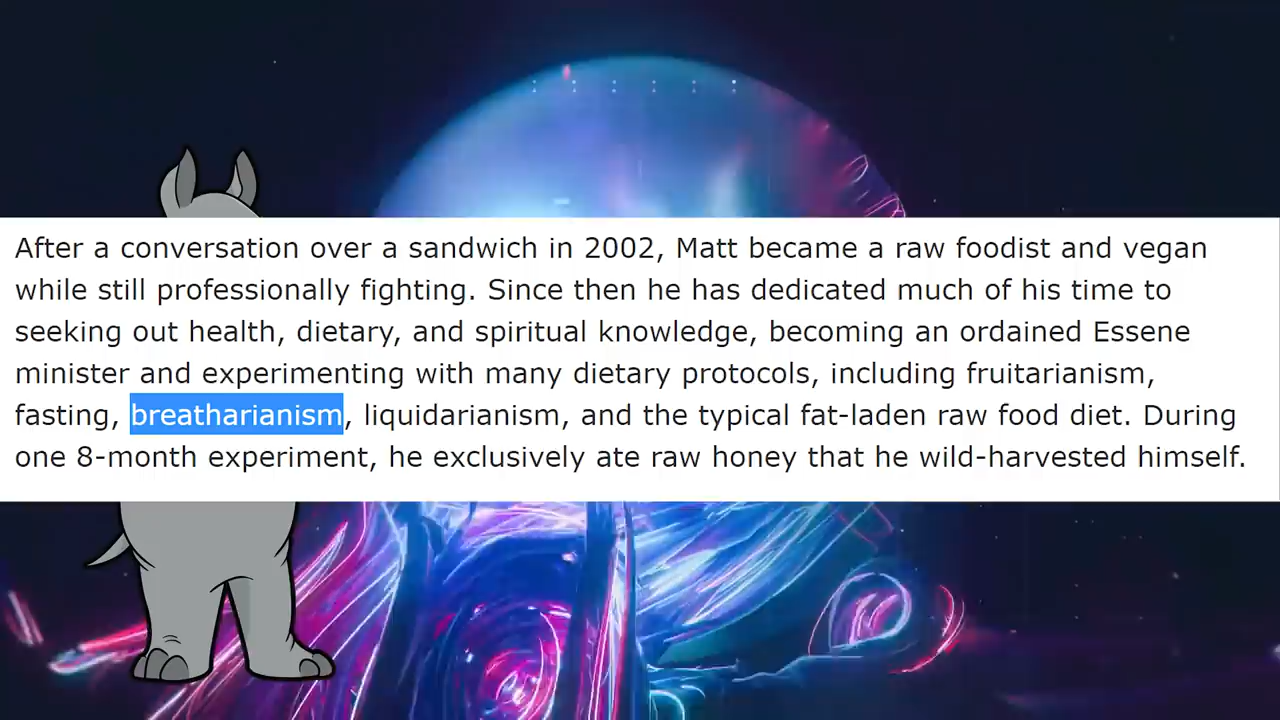 After a conversation over a sandwich in 2002, Matt became a raw foodist and vegan
while still professionally fighting. Since then he has dedicated much of his time to
seeking out health, dietary, and spiritual knowledge, becoming an ordained Essene
minister and experimenting with many dietary protocols, including fruitarianism,
fasting, breatharianism, liquidarianism, and the typical fat-laden raw food diet. During
one 8-month experiment, he exclusively ate raw honey that he wild-harvested himself.